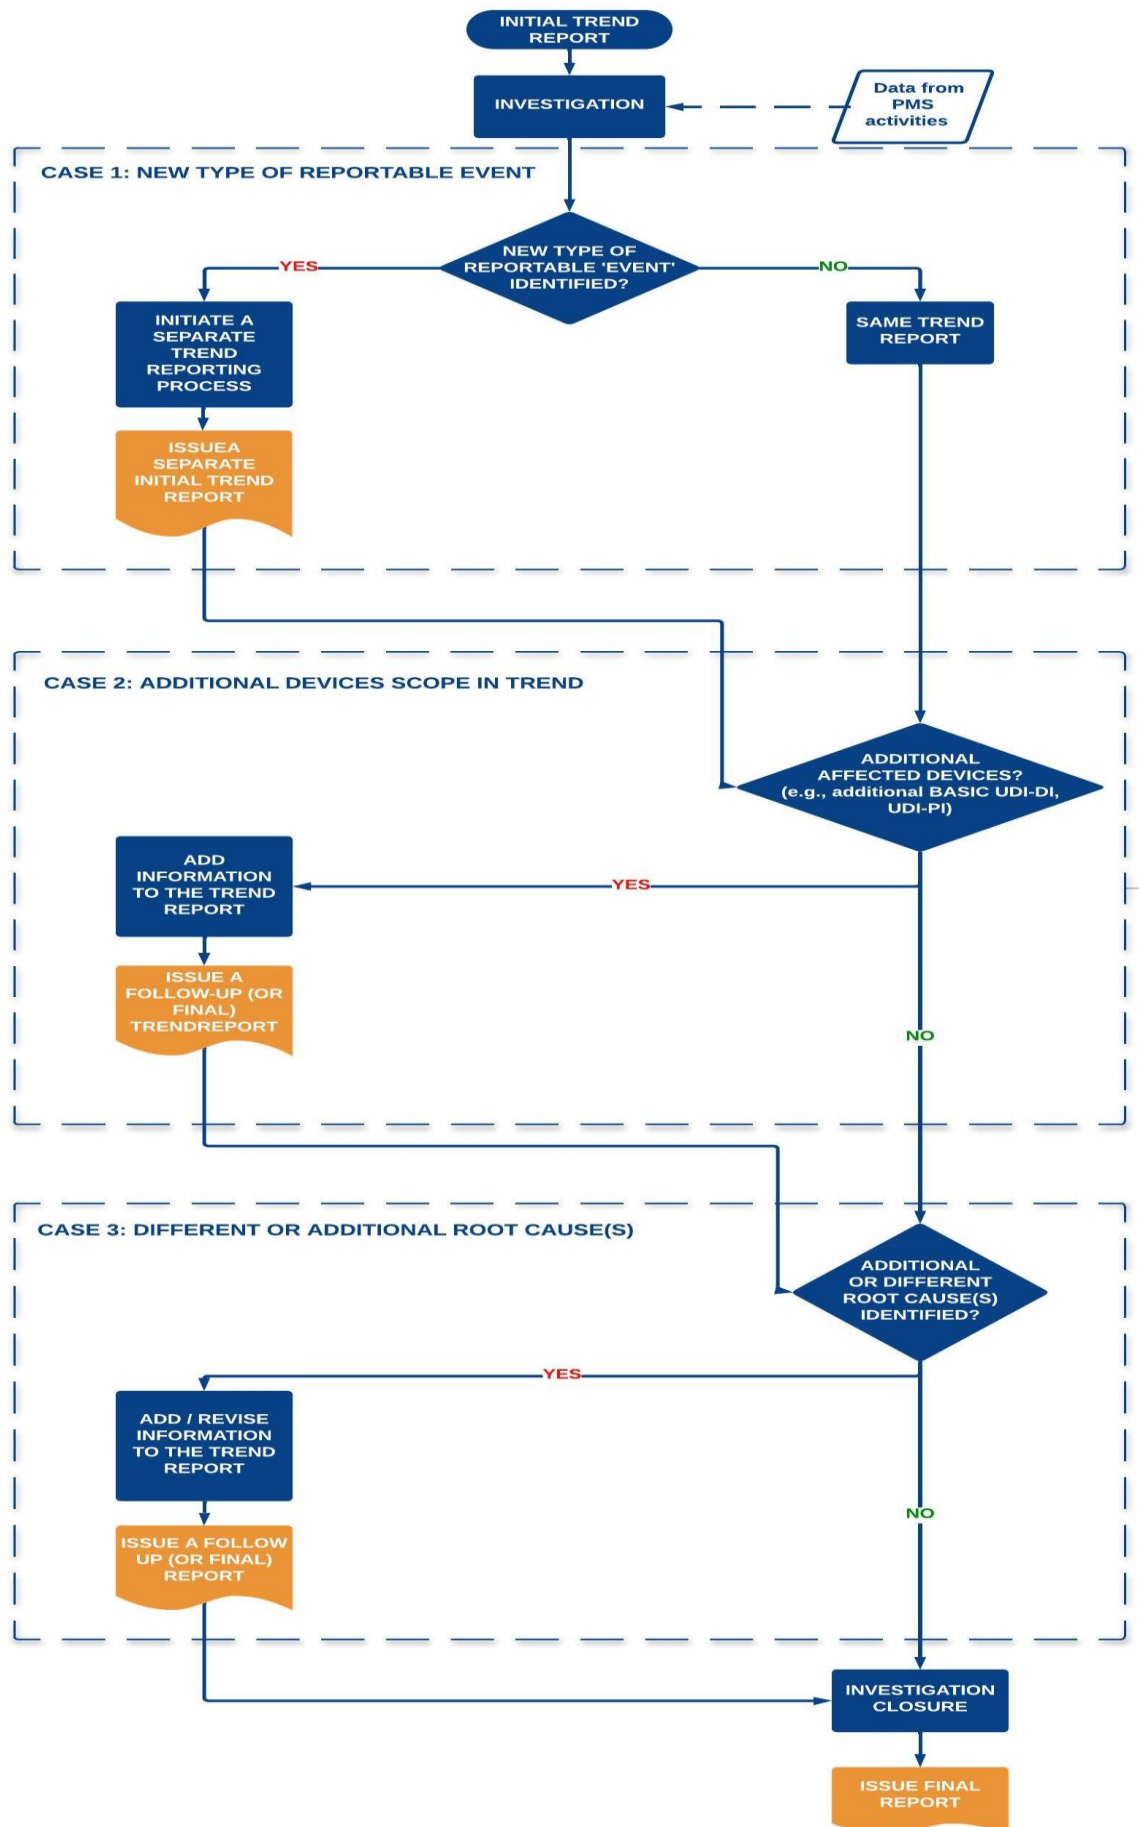 INITIAL TREND
REPORT
INVESTIGATION
Data from
PMS
activities
CASE 1: NEW TYPE OF REPORTABLE EVENT
NEW TYPE OF
REPORTABLE 'EVENT'
IDENTIFIED?
YES
NO
INITIATE A
SEPARATE
TREND
REPORTING
PROCESS
SAME TREND
REPORT
ISSUEA
SEPARATE
INITIAL TREND
REPORT
CASE 2: ADDITIONAL DEVICES SCOPE IN TREND
ADDITIONAL
AFFECTED DEVICES?
(e.g., additional BASIC UDI-DI,
UDI-PI)
YES
ADD
INFORMATION
TO THE TREND
REPORT
ISSUE A
FOLLOW-UP (OR
FINAL)
TRENDREPORT
NO
CASE 3: DIFFERENT OR ADDITIONAL ROOT CAUSE(S)
ADDITIONAL
OR DIFFERENT
ROOT CAUSE(S)
IDENTIFIED?
YES
ADD / REVISE
INFORMATION
TO THE TREND
REPORT
NO
ISSUE A FOLLOW
UP (OR FINAL)
REPORT
INVESTIGATION
CLOSURE
ISSUE FINAL
REPORT